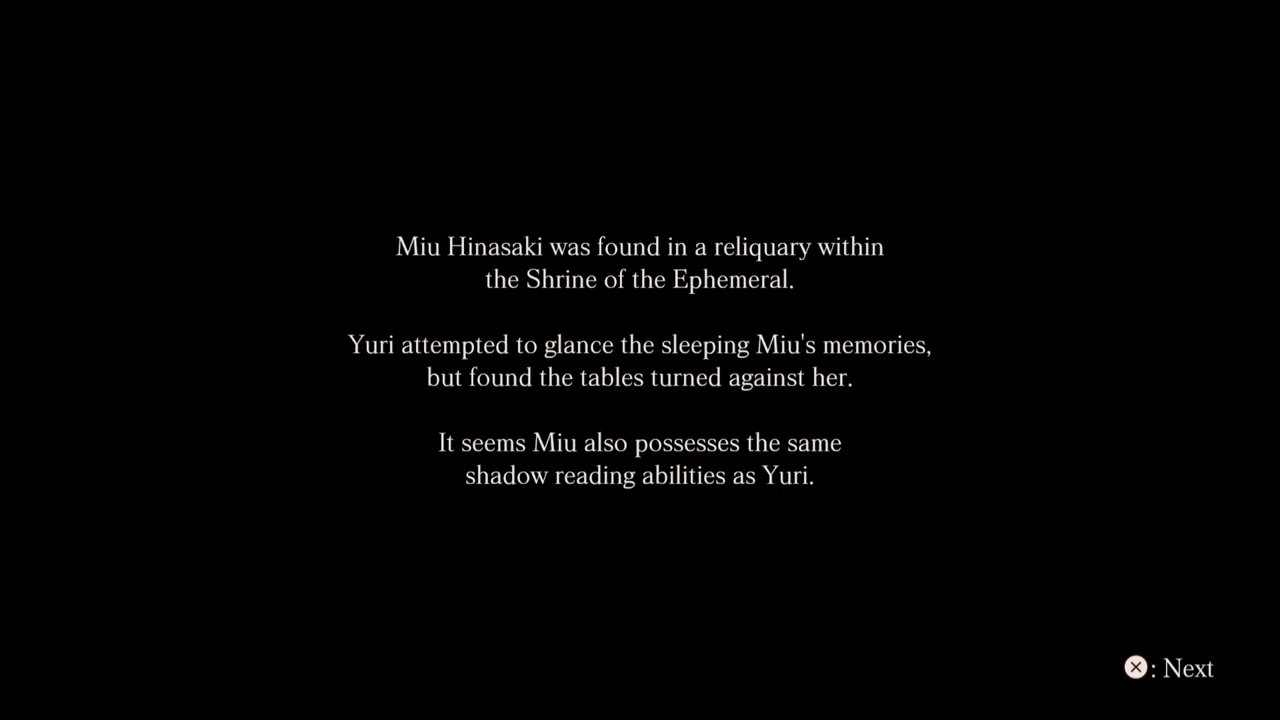 Miu Hinasaki was found in a reliquary within
the Shrine of the Ephemeral.
Yuri attempted to glance the sleeping Miu's memories,
but found the tables turned against her.
It seems Miu also possesses the same
shadow reading abilities as Yuri.
ⓧ: Next